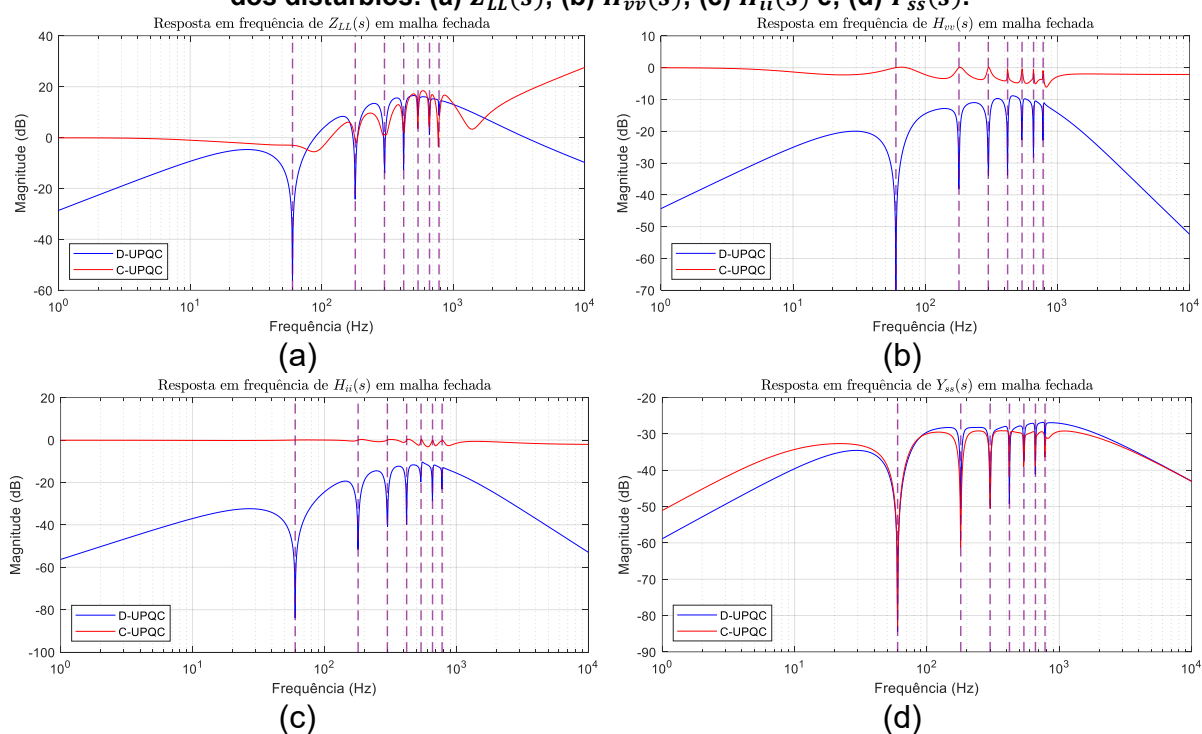 dos distúrbios: (a) Z_LL(s); (b) H_vv(s); (c) H_ii(s) e; (d) Y_ss(s).
Resposta em frequência de Z_LL(s) em malha fechada
40
20
0
-20
-40
-60
Magnitude (dB)
D-UPQC
C-UPQC
10^0
10^1
10^2
10^3
10^4
Frequência (Hz)
(a)
Resposta em frequência de H_vv(s) em malha fechada
10
0
-10
-20
-30
-40
-50
-60
-70
Magnitude (dB)
D-UPQC
C-UPQC
10^0
10^1
10^2
10^3
10^4
Frequência (Hz)
(b)
Resposta em frequência de H_ii(s) em malha fechada
20
0
-20
-40
-60
-80
-100
Magnitude (dB)
D-UPQC
C-UPQC
10^0
10^1
10^2
10^3
10^4
Frequência (Hz)
(c)
Resposta em frequência de Y_ss(s) em malha fechada
-20
-30
-40
-50
-60
-70
-80
-90
Magnitude (dB)
D-UPQC
C-UPQC
10^0
10^1
10^2
10^3
10^4
Frequência (Hz)
(d)